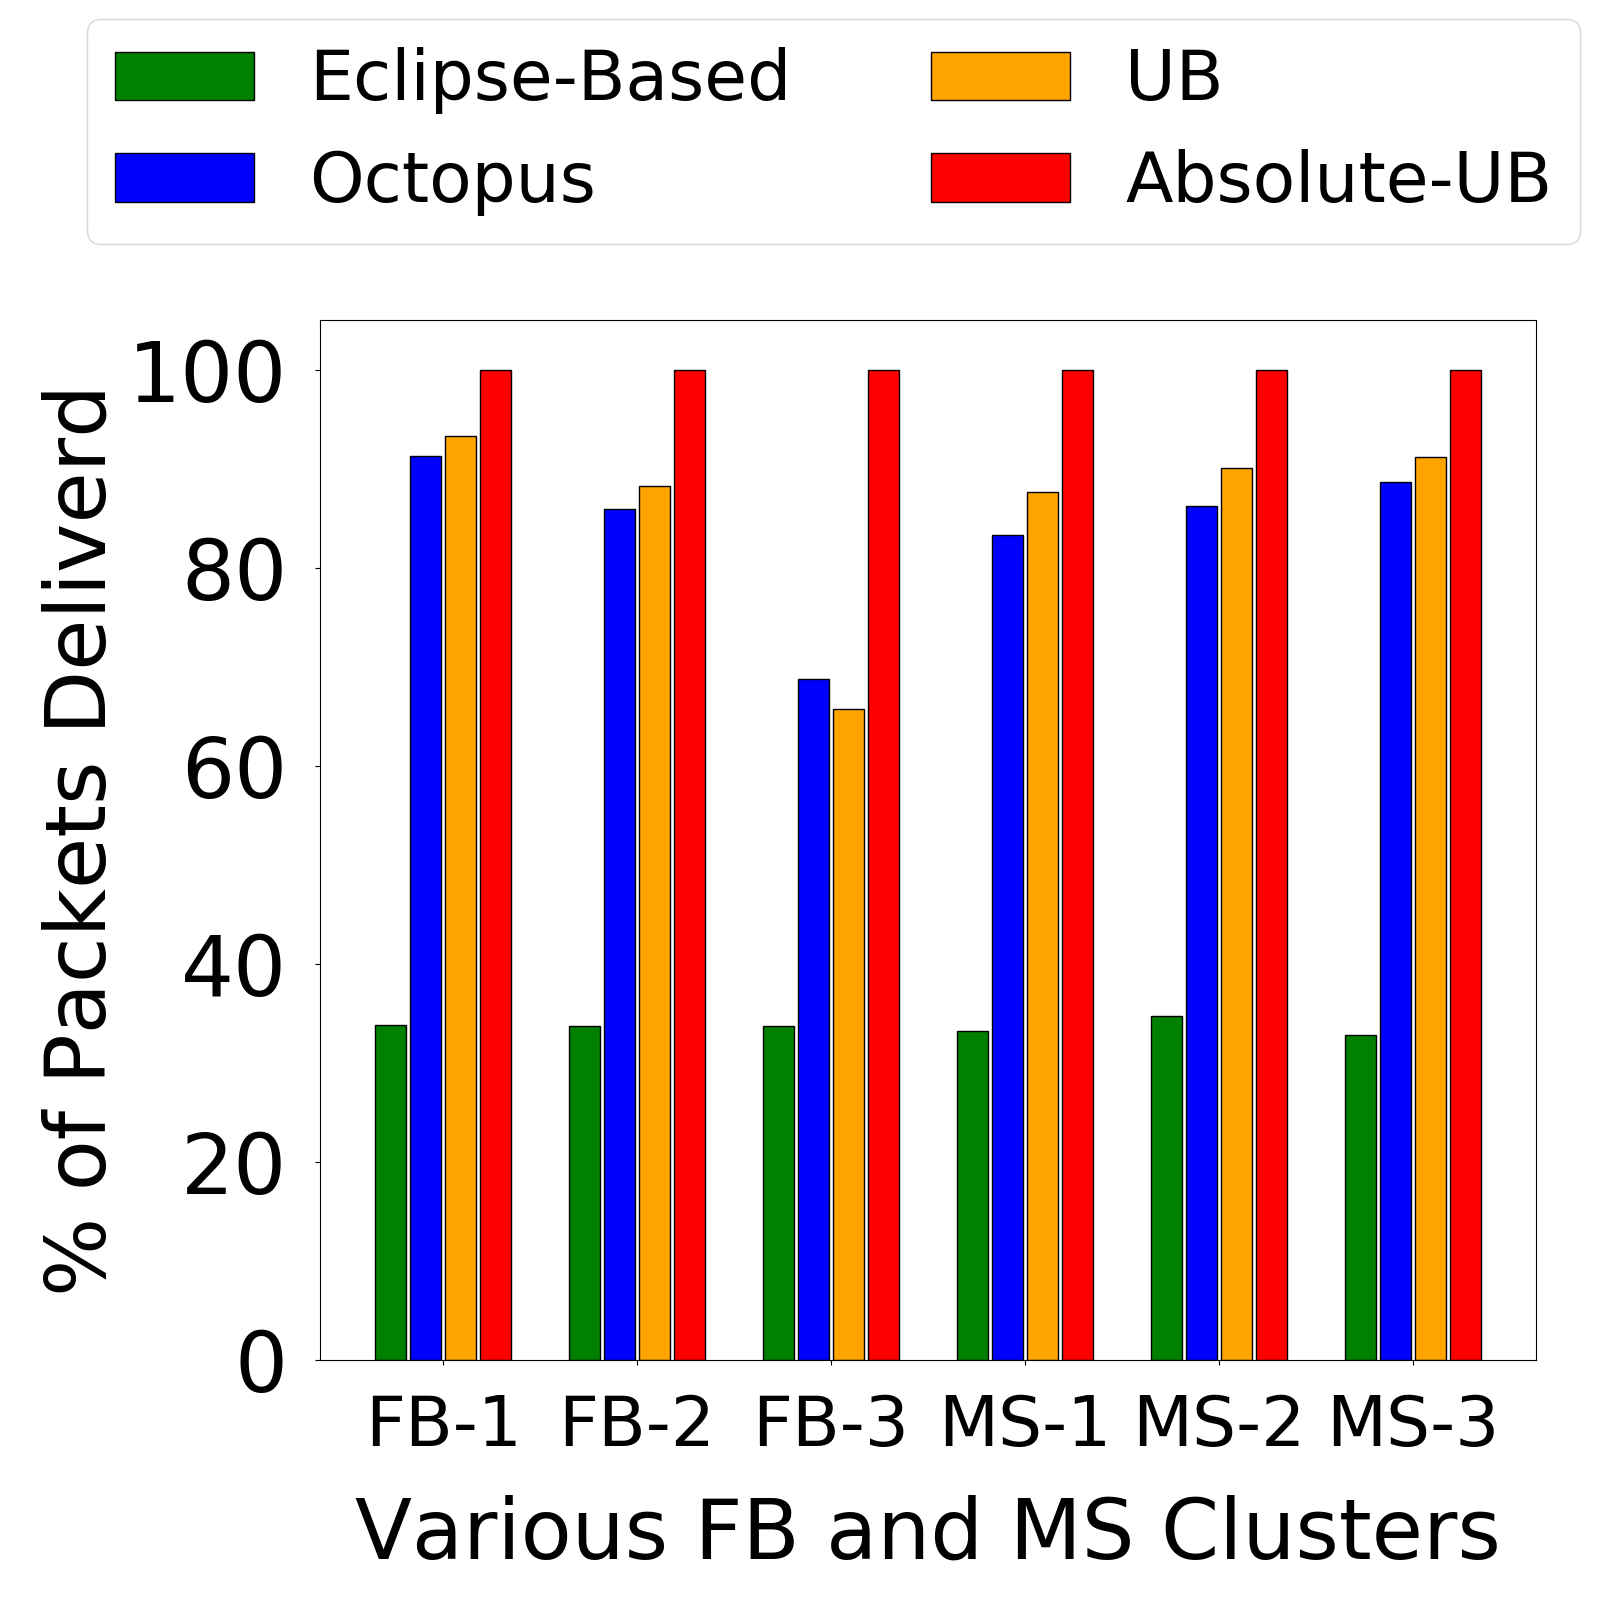 Eclipse-Based
UB
Octopus
Absolute-UB
% of Packets Deliverd
100
80
60
40
20
0
FB-1 FB-2 FB-3 MS-1 MS-2 MS-3
Various FB and MS Clusters